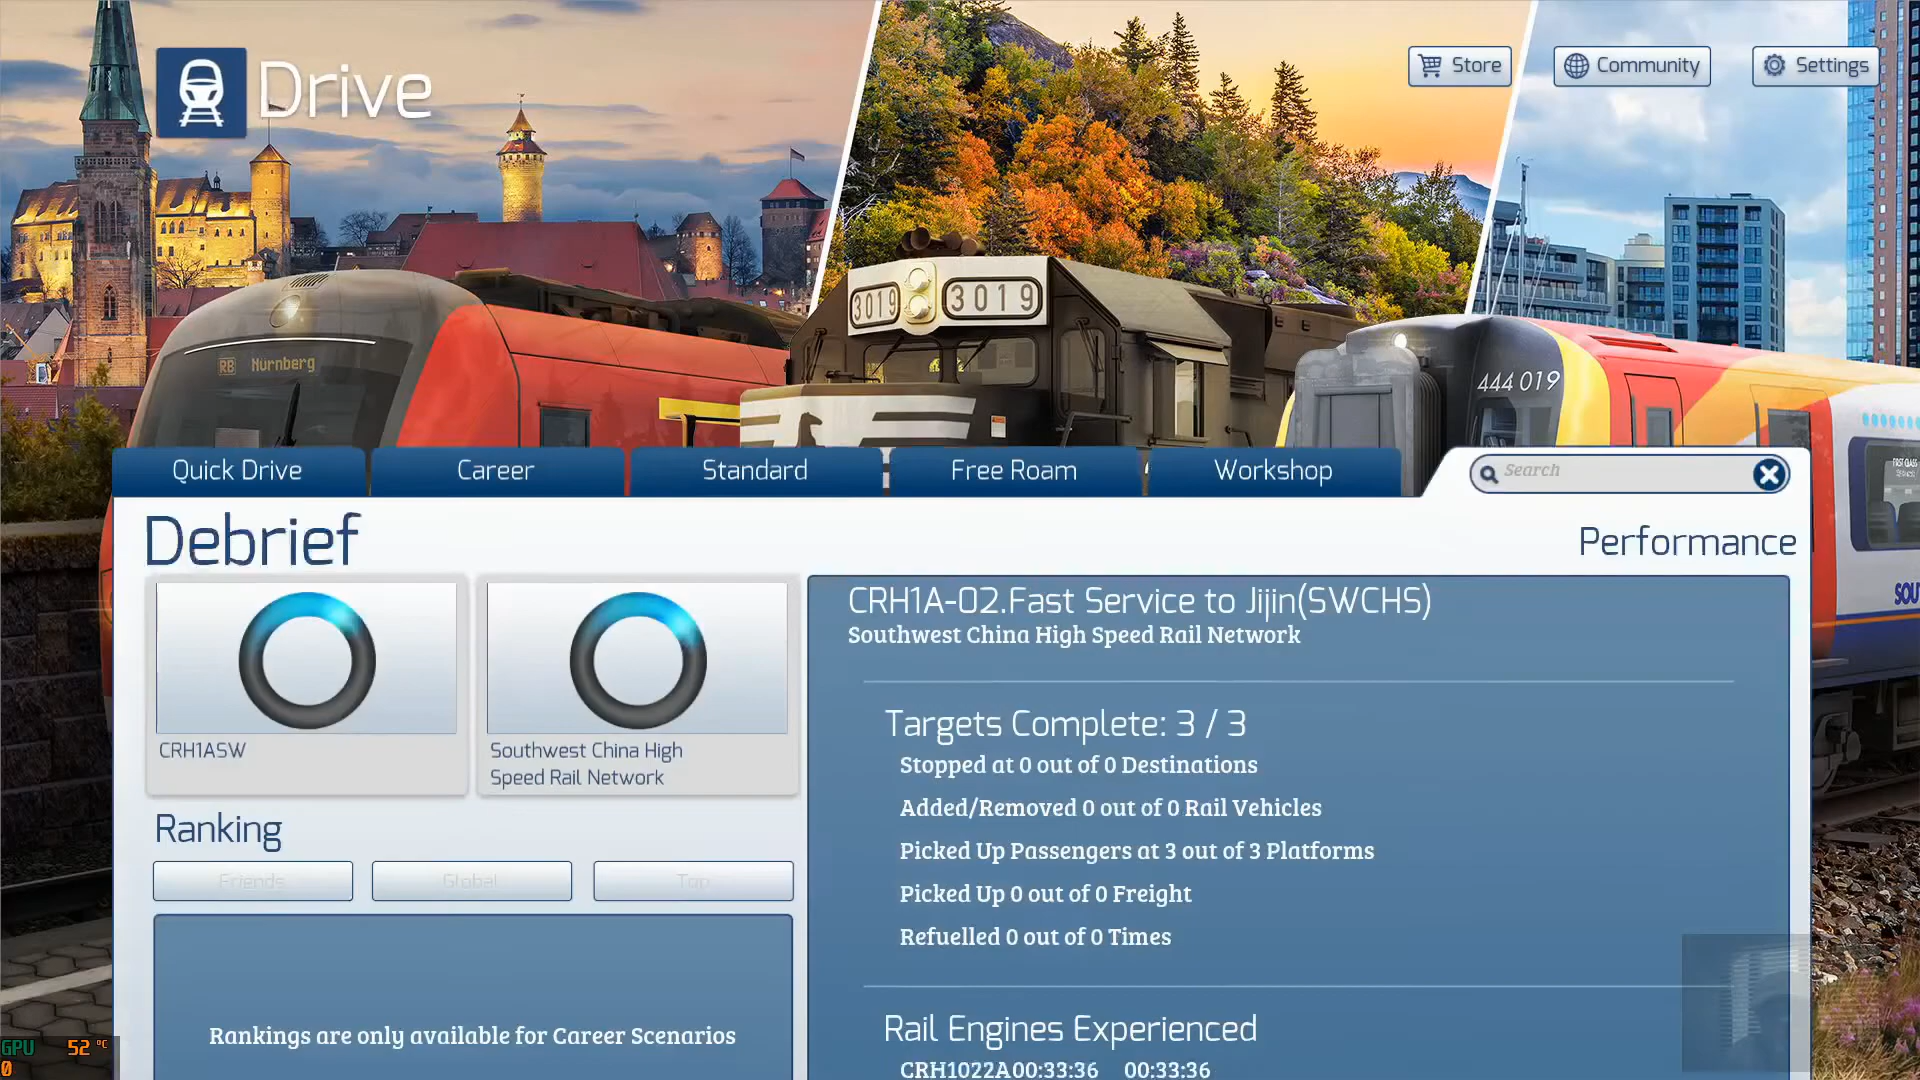 Drive
Store
Community
Settings
3019
3019
RB Nürnberg
444 019
FIRST CLASS
SOU
Quick Drive
Career
Standard
Free Roam
Workshop
Search
Debrief
Performance
CRH1ASW
Southwest China High
Speed Rail Network
Ranking
Friends
Global
Top
Rankings are only available for Career Scenarios
CRH1A-02.Fast Service to Jijin(SWCHS)
Southwest China High Speed Rail Network
Targets Complete: 3 / 3
Stopped at 0 out of 0 Destinations
Added/Removed 0 out of 0 Rail Vehicles
Picked Up Passengers at 3 out of 3 Platforms
Picked Up 0 out of 0 Freight
Refuelled 0 out of 0 Times
Rail Engines Experienced
CRH1022A00:33:36 00:33:36
GPU 52 °C
0